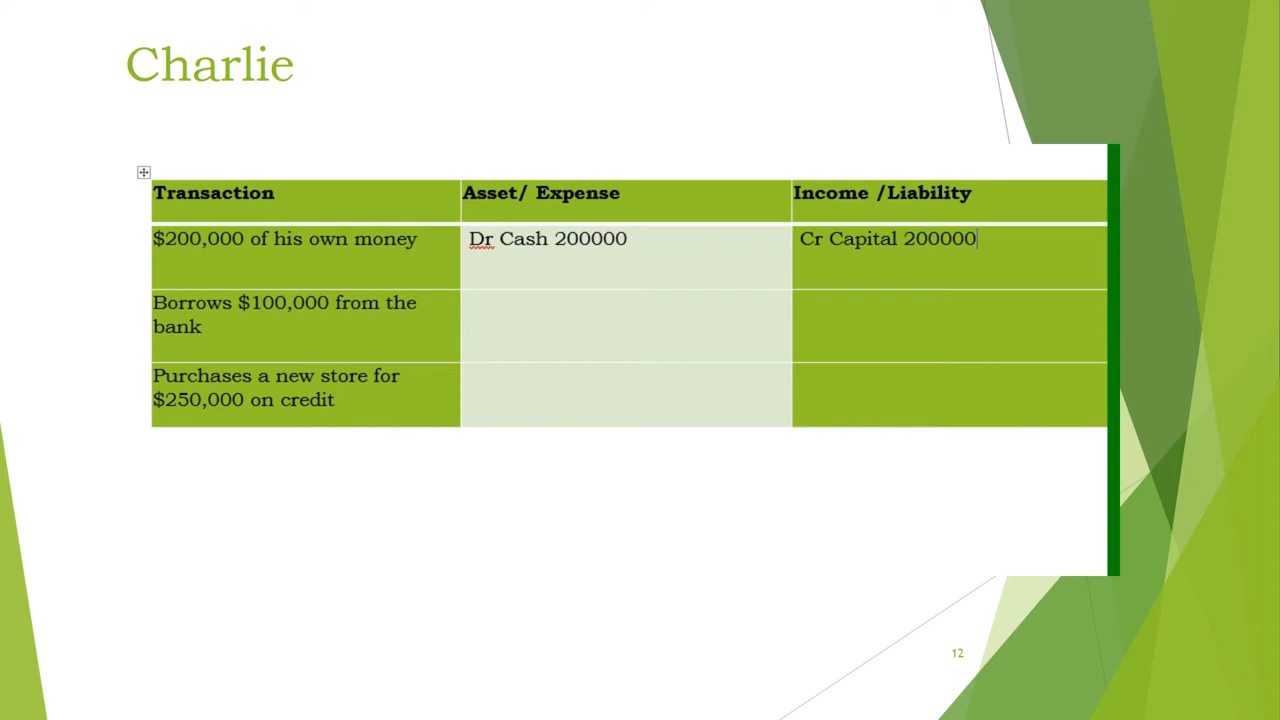 Charlie
Transaction Asset/ Expense Income /Liability
$200,000 of his own money Dr Cash 200000 Cr Capital 200000
Borrows $100,000 from the
bank
Purchases a new store for
$250,000 on credit
12